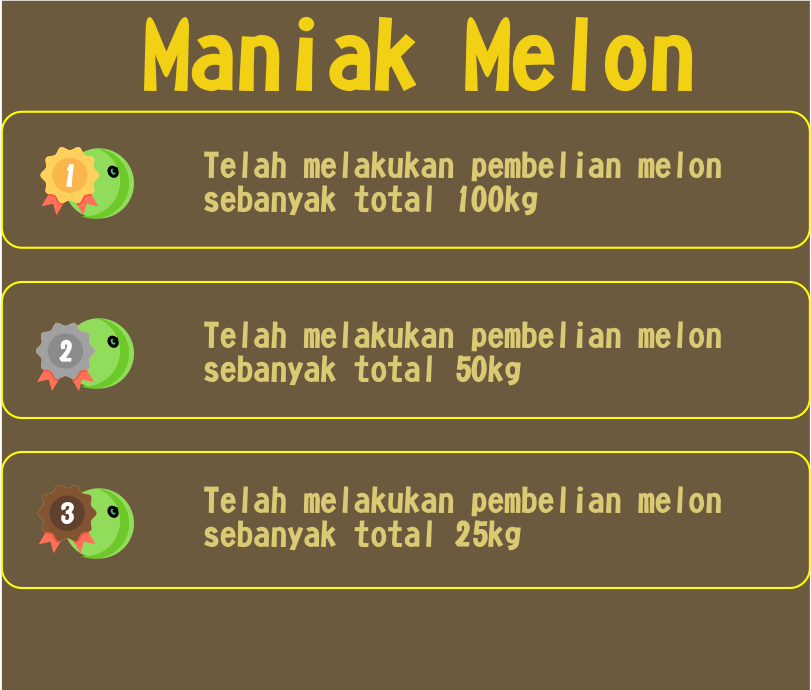 Maniak Melon
1
Telah melakukan pembelian melon
sebanyak total 100kg
2
Telah melakukan pembelian melon
sebanyak total 50kg
3
Telah melakukan pembelian melon
sebanyak total 25kg